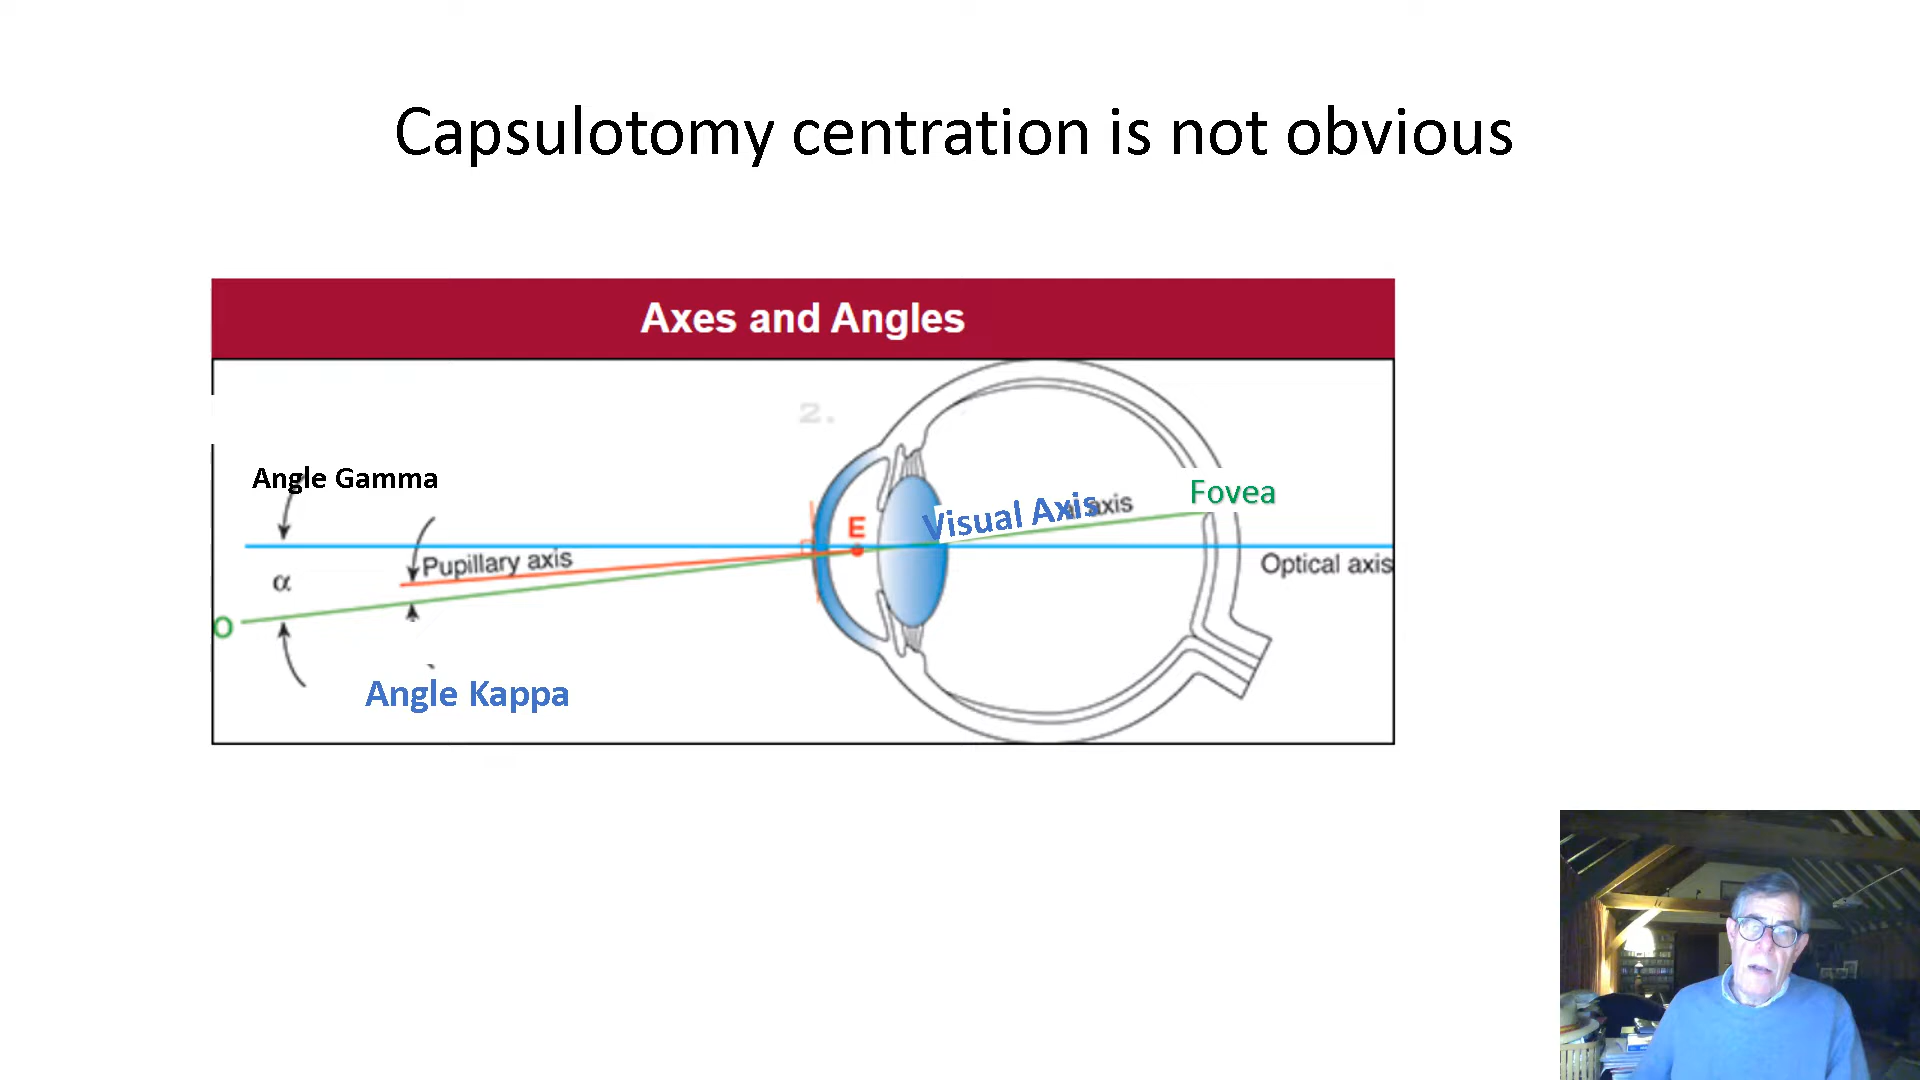 Capsulotomy centration is not obvious
Axes and Angles
2.
Angle Gamma
Fovea
Visual Axis
axis
E
Pupillary axis
Optical axis
α
O
Angle Kappa